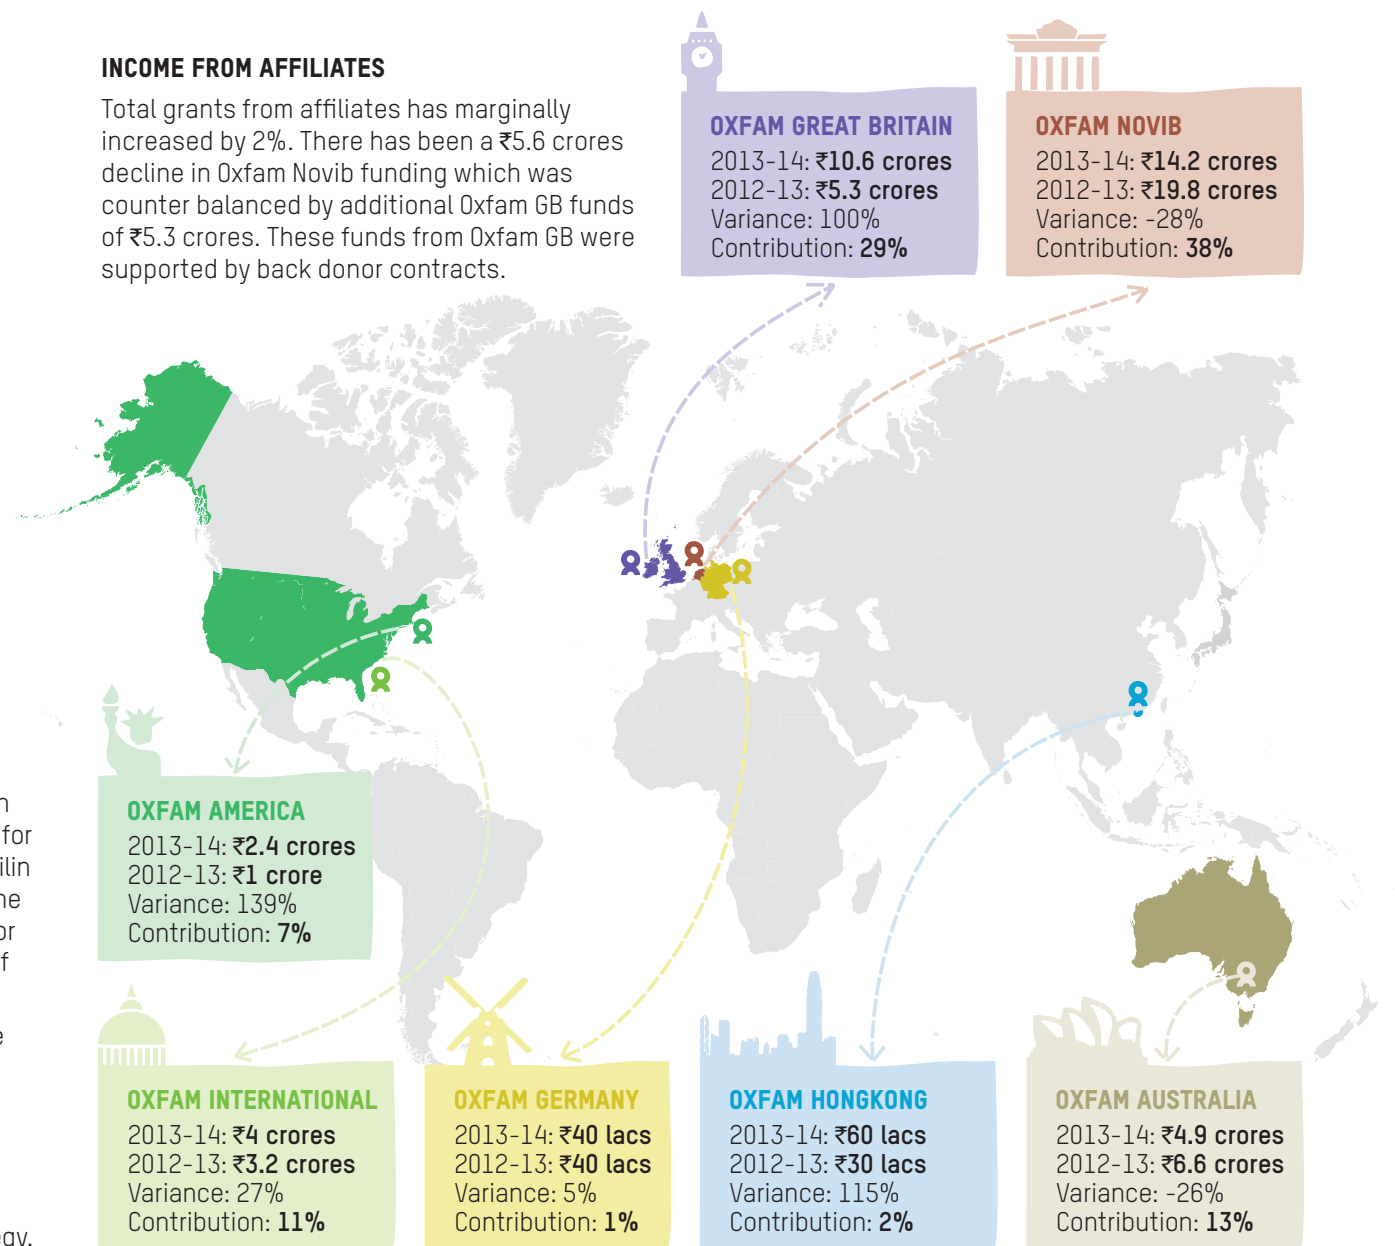 INCOME FROM AFFILIATES
Total grants from affiliates has marginally
increased by 2%. There has been a ₹5.6 crores
decline in Oxfam Novib funding which was
counter balanced by additional Oxfam GB funds
of ₹5.3 crores. These funds from Oxfam GB were
supported by back donor contracts.
OXFAM GREAT BRITAIN
2013-14: ₹10.6 crores
2012-13: ₹5.3 crores
Variance: 100%
Contribution: 29%
OXFAM NOVIB
2013-14: ₹14.2 crores
2012-13: ₹19.8 crores
Variance: -28%
Contribution: 38%
for
OXFAM AMERICA
2013-14: ₹2.4 crores
2012-13: ₹1 crore
Variance: 139%
Contribution: 7%
OXFAM INTERNATIONAL
2013-14: ₹4 crores
2012-13: ₹3.2 crores
Variance: 27%
Contribution: 11%
OXFAM GERMANY
2013-14: ₹40 lacs
2012-13: ₹40 lacs
Variance: 5%
Contribution: 1%
OXFAM HONGKONG
2013-14: ₹60 lacs
2012-13: ₹30 lacs
Variance: 115%
Contribution: 2%
OXFAM AUSTRALIA
2013-14: ₹4.9 crores
2012-13: ₹6.6 crores
Variance: -26%
Contribution: 13%